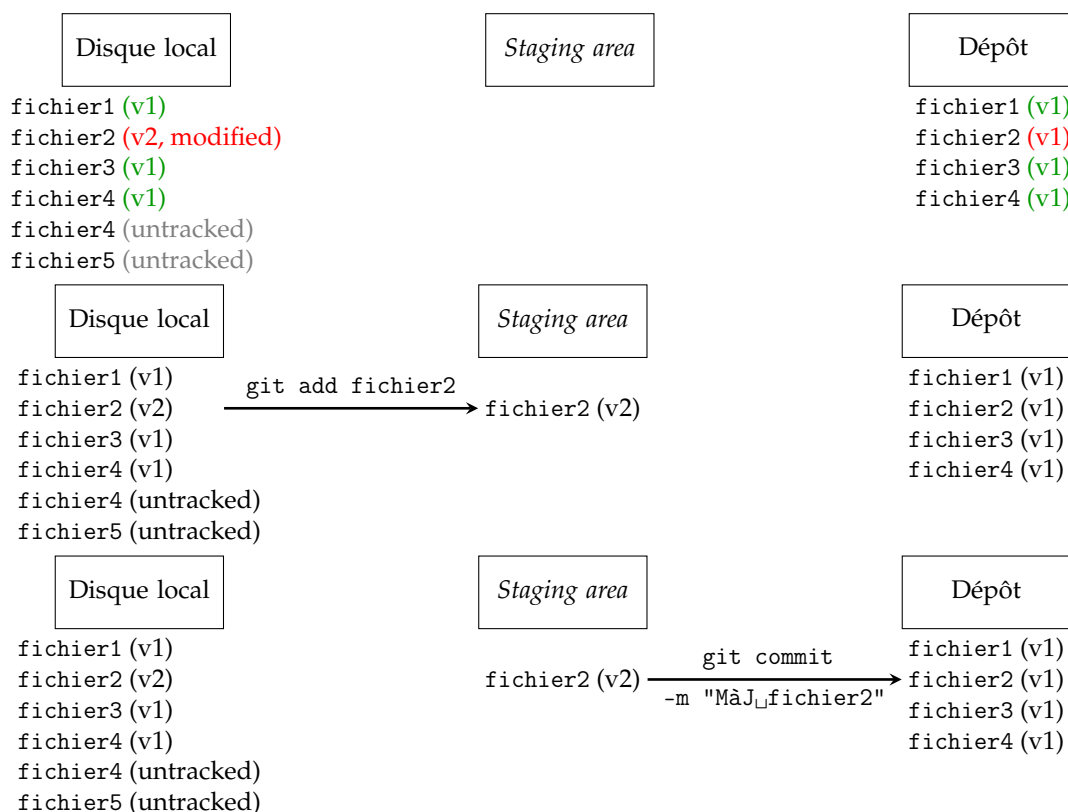 Disque local Staging area Dépôt
fichier1 (v1) fichier1 (v1)
fichier2 (v2, modified) fichier2 (v1)
fichier3 (v1) fichier3 (v1)
fichier4 (v1) fichier4 (v1)
fichier4 (untracked)
fichier5 (untracked)
Disque local Staging area Dépôt
fichier1 (v1) git add fichier2 fichier1 (v1)
fichier2 (v2) fichier2 (v2) fichier2 (v1)
fichier3 (v1) fichier3 (v1)
fichier4 (v1) fichier4 (v1)
fichier4 (untracked)
fichier5 (untracked)
Disque local Staging area Dépôt
fichier1 (v1) git commit fichier1 (v1)
fichier2 (v2) fichier2 (v2) -m "MàJ␣fichier2" fichier2 (v1)
fichier3 (v1) fichier3 (v1)
fichier4 (v1) fichier4 (v1)
fichier4 (untracked)
fichier5 (untracked)